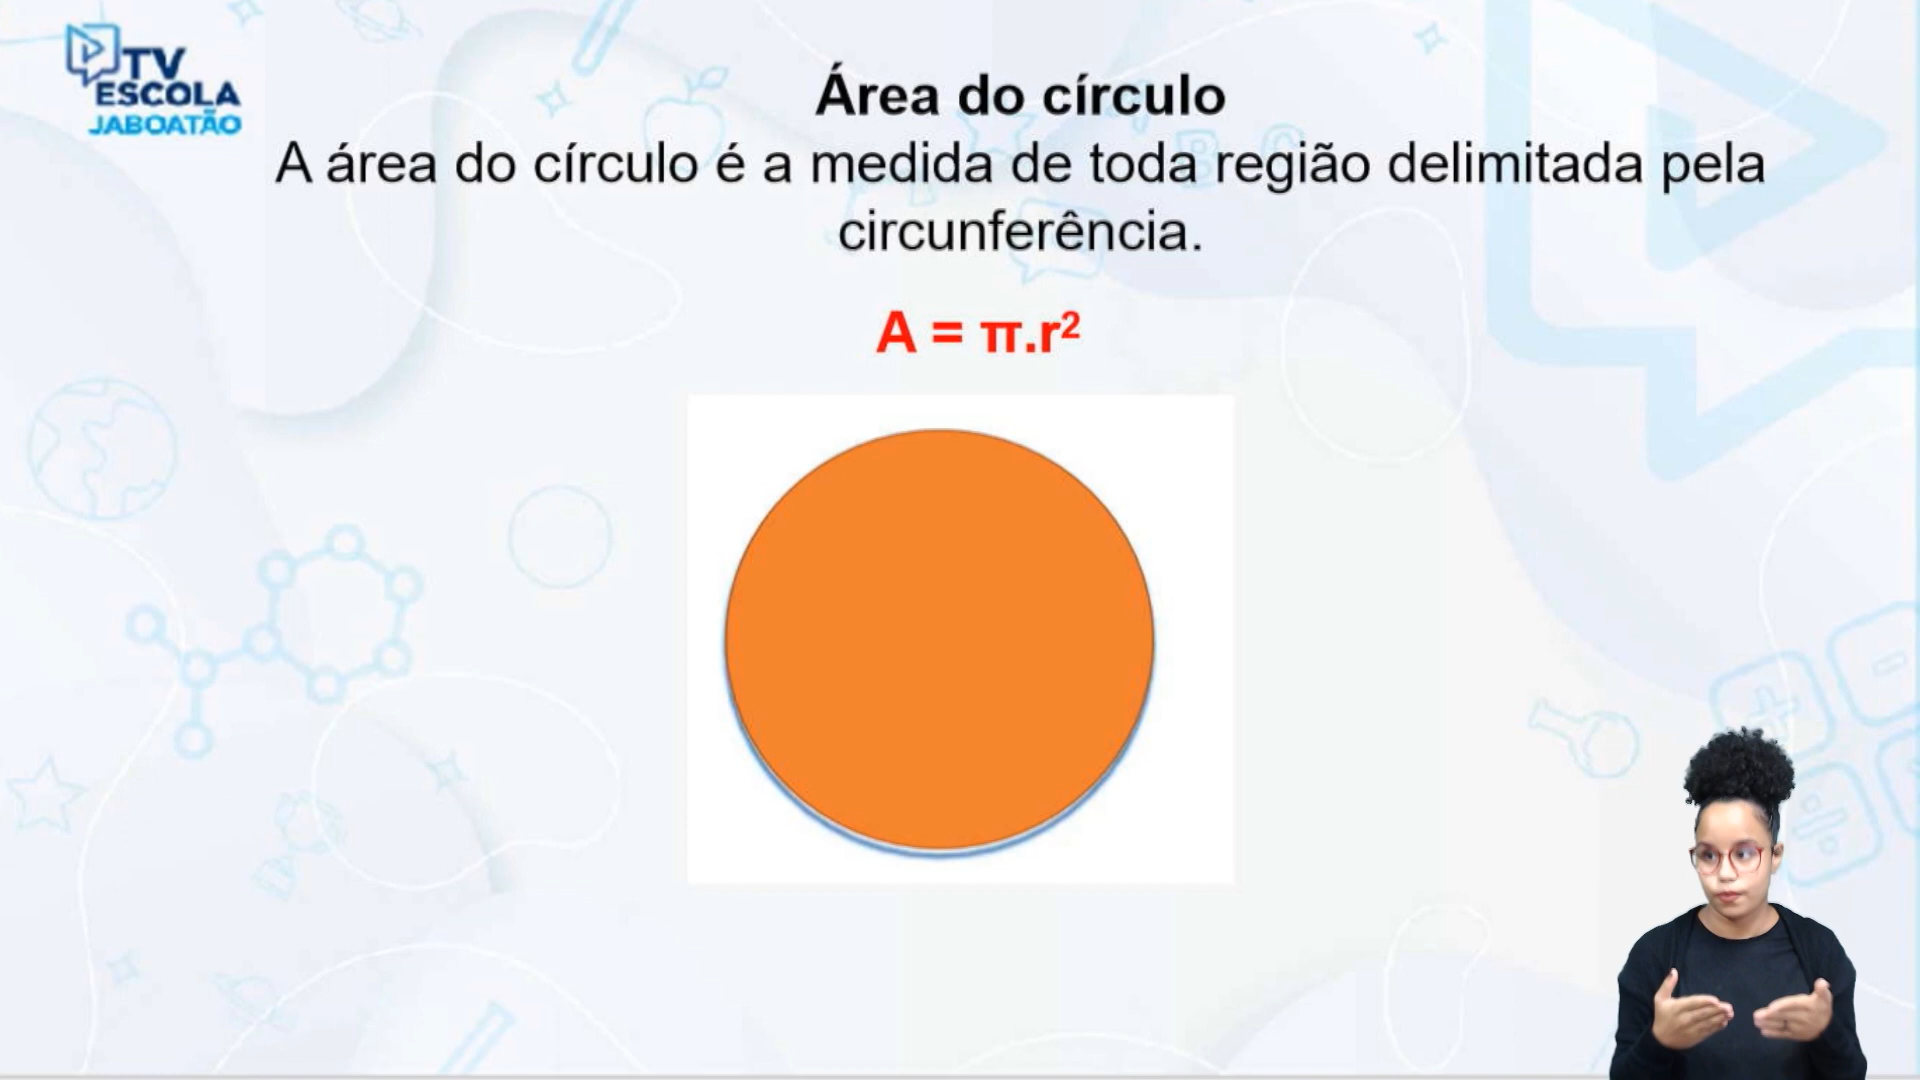 TV
ESCOLA
JABOATÃO
Área do círculo
A área do círculo é a medida de toda região delimitada pela
circunferência.
A = π.r²